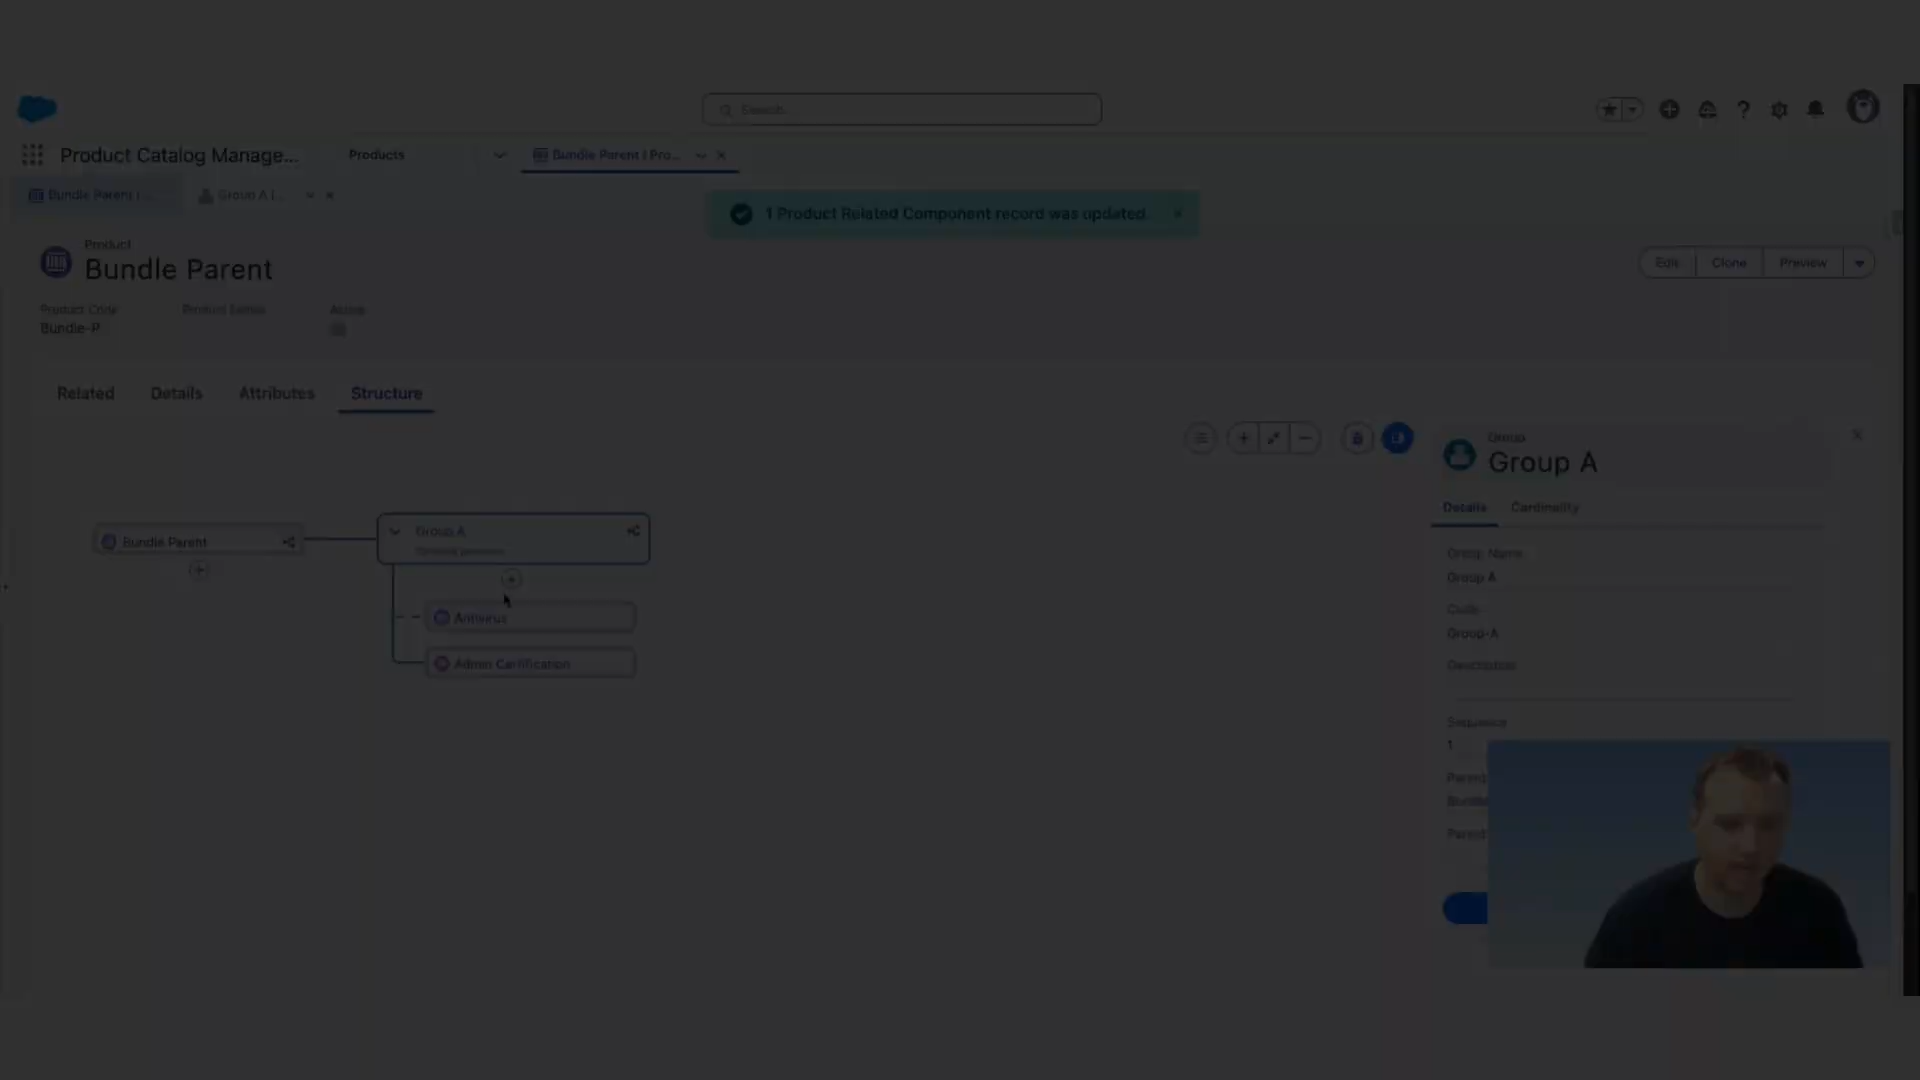 Search...
Product Catalog Manage...
Products
Bundle Parent | Pro...
Bundle Parent | ...
Group A | ...
1 Product Related Component record was updated.
Product
Bundle Parent
Edit
Clone
Preview
Product Code
Bundle-P
Active
Related
Details
Attributes
Structure
Group
Group A
Details
Cardinality
Bundle Parent
Group A
Antivirus
Admin Certification
Group Name
Group A
Code
Group-A
Description
Sequence
1
Parent
Parent